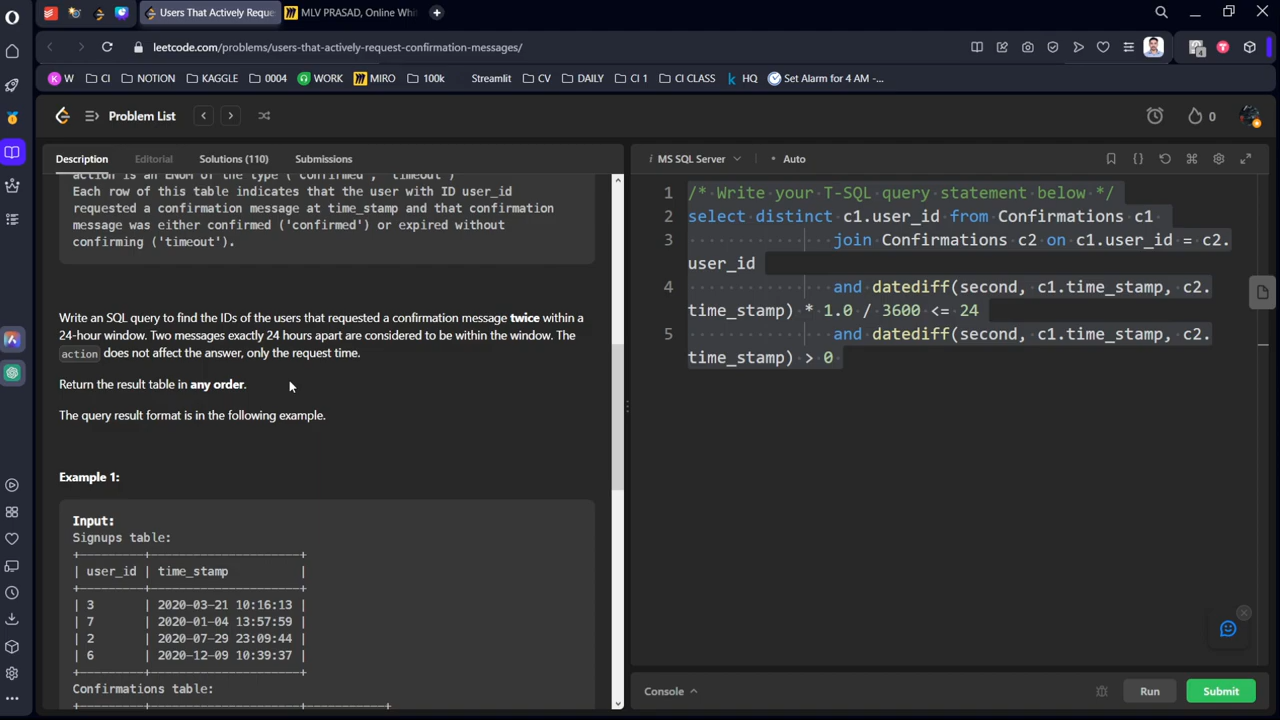 Users That Actively Reque
MLV PRASAD, Online Whit
leetcode.com/problems/users-that-actively-request-confirmation-messages/
W
CI
NOTION
KAGGLE
0004
WORK
MIRO
100k
Streamlit
CV
DAILY
CI 1
CI CLASS
HQ
Set Alarm for 4 AM -...
Problem List
0
Description
Editorial
Solutions (110)
Submissions
action is an ENUM of the type ('confirmed', 'timeout')
Each row of this table indicates that the user with ID user_id
requested a confirmation message at time_stamp and that confirmation
message was either confirmed ('confirmed') or expired without
confirming ('timeout').
Write an SQL query to find the IDs of the users that requested a confirmation message twice within a
24-hour window. Two messages exactly 24 hours apart are considered to be within the window. The
action does not affect the answer, only the request time.
Return the result table in any order.
The query result format is in the following example.
Example 1:
Input:
Signups table:
+---------+---------------------+
| user_id | time_stamp |
+---------+---------------------+
| 3 | 2020-03-21 10:16:13 |
| 7 | 2020-01-04 13:57:59 |
| 2 | 2020-07-29 23:09:44 |
| 6 | 2020-12-09 10:39:37 |
+---------+---------------------+
Confirmations table:
i MS SQL Server
• Auto
1 /* Write your T-SQL query statement below */
2 select distinct c1.user_id from Confirmations c1
3 join Confirmations c2 on c1.user_id = c2.
user_id
4 and datediff(second, c1.time_stamp, c2.
time_stamp) * 1.0 / 3600 <= 24
5 and datediff(second, c1.time_stamp, c2.
time_stamp) > 0
Console
Run
Submit